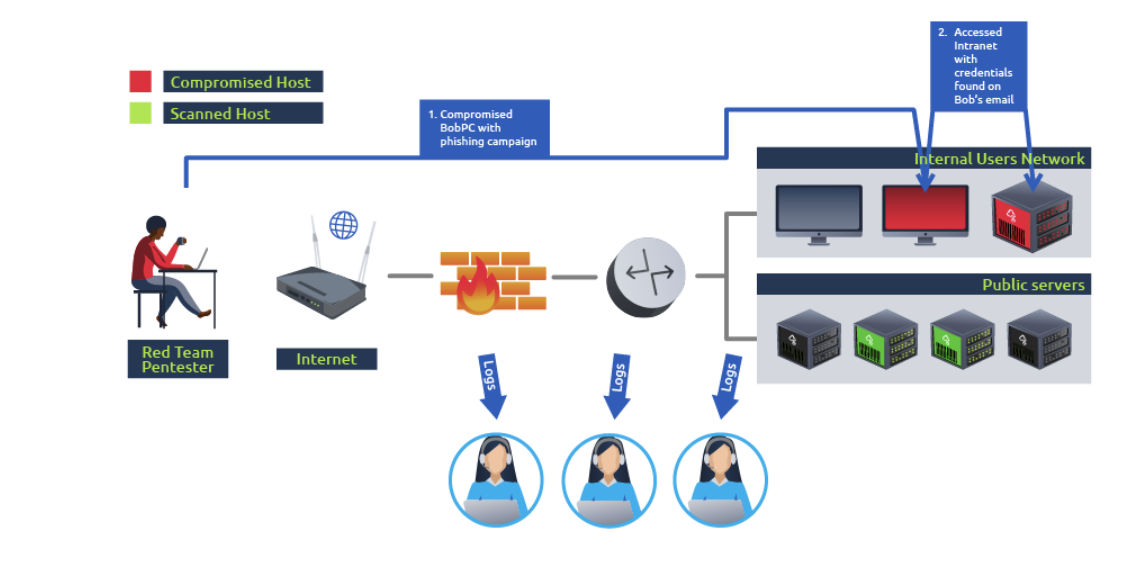 Compromised Host
Scanned Host
1. Compromised
BobPC with
phishing campaign
2. Accessed
Intranet
with
credentials
found on
Bob's email
Internal Users Network
Public servers
Red Team
Pentester
Internet
Logs
Logs
Logs